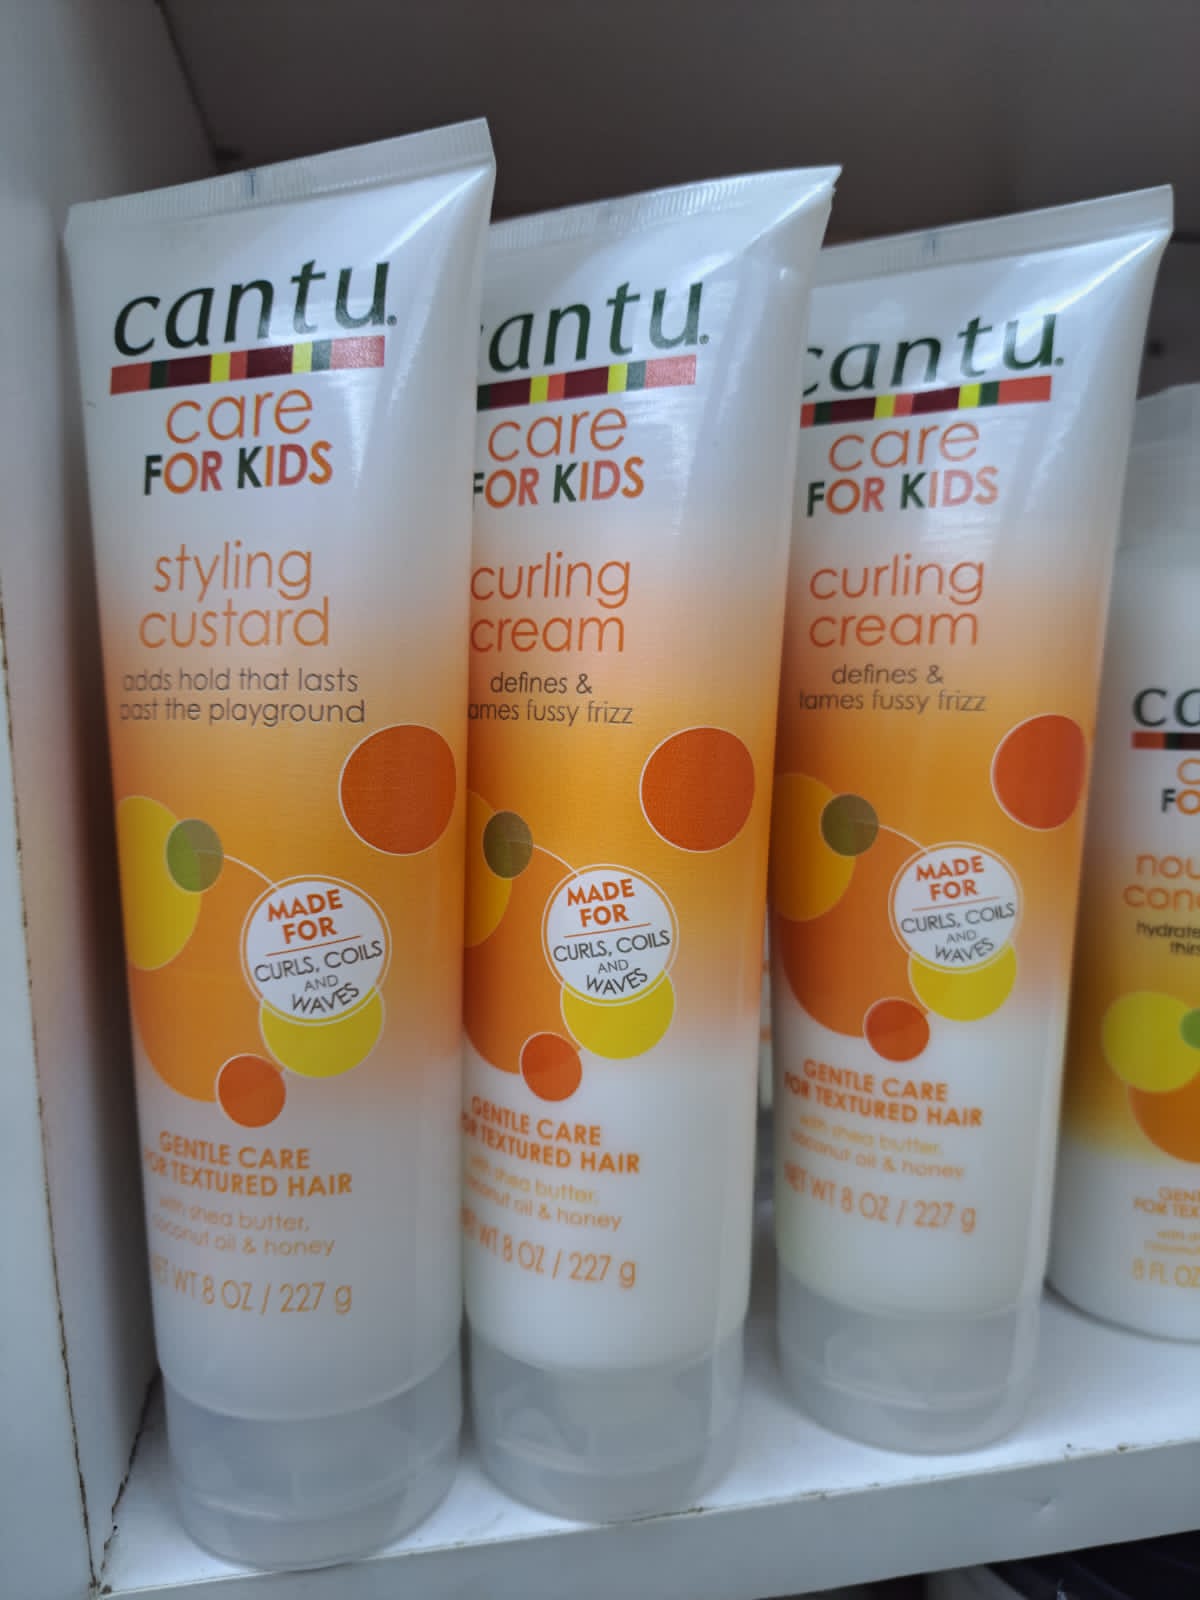 cantu
care
FOR KIDS
styling
custard
adds hold that lasts
past the playground
MADE
FOR
CURLS, COILS
AND
WAVES
GENTLE CARE
FOR TEXTURED HAIR
with shea butter,
coconut oil & honey
NET WT 8 OZ / 227 g
cantu
care
FOR KIDS
curling
cream
defines &
tames fussy frizz
MADE
FOR
CURLS, COILS
AND
WAVES
GENTLE CARE
FOR TEXTURED HAIR
with shea butter,
coconut oil & honey
NET WT 8 OZ / 227 g
cantu
care
FOR KIDS
curling
cream
defines &
tames fussy frizz
MADE
FOR
CURLS, COILS
AND
WAVES
GENTLE CARE
FOR TEXTURED HAIR
with shea butter,
coconut oil & honey
NET WT 8 OZ / 227 g
8 FL OZ